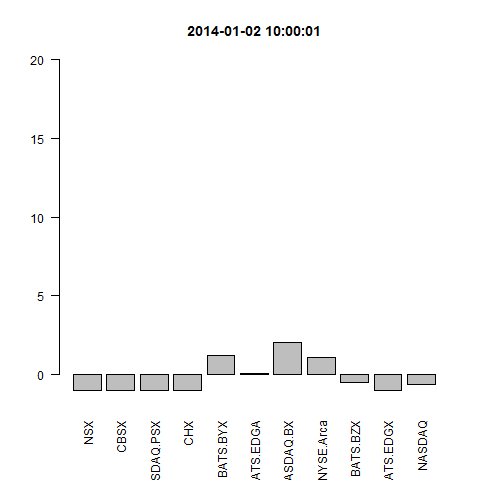 2014-01-02 10:00:01
20
15
10
5
0
NSX
CBSX
SDAQ.PSX
CHX
BATS.BYX
ATS.EDGA
ASDAQ.BX
NYSE.Arca
BATS.BZX
ATS.EDGX
NASDAQ